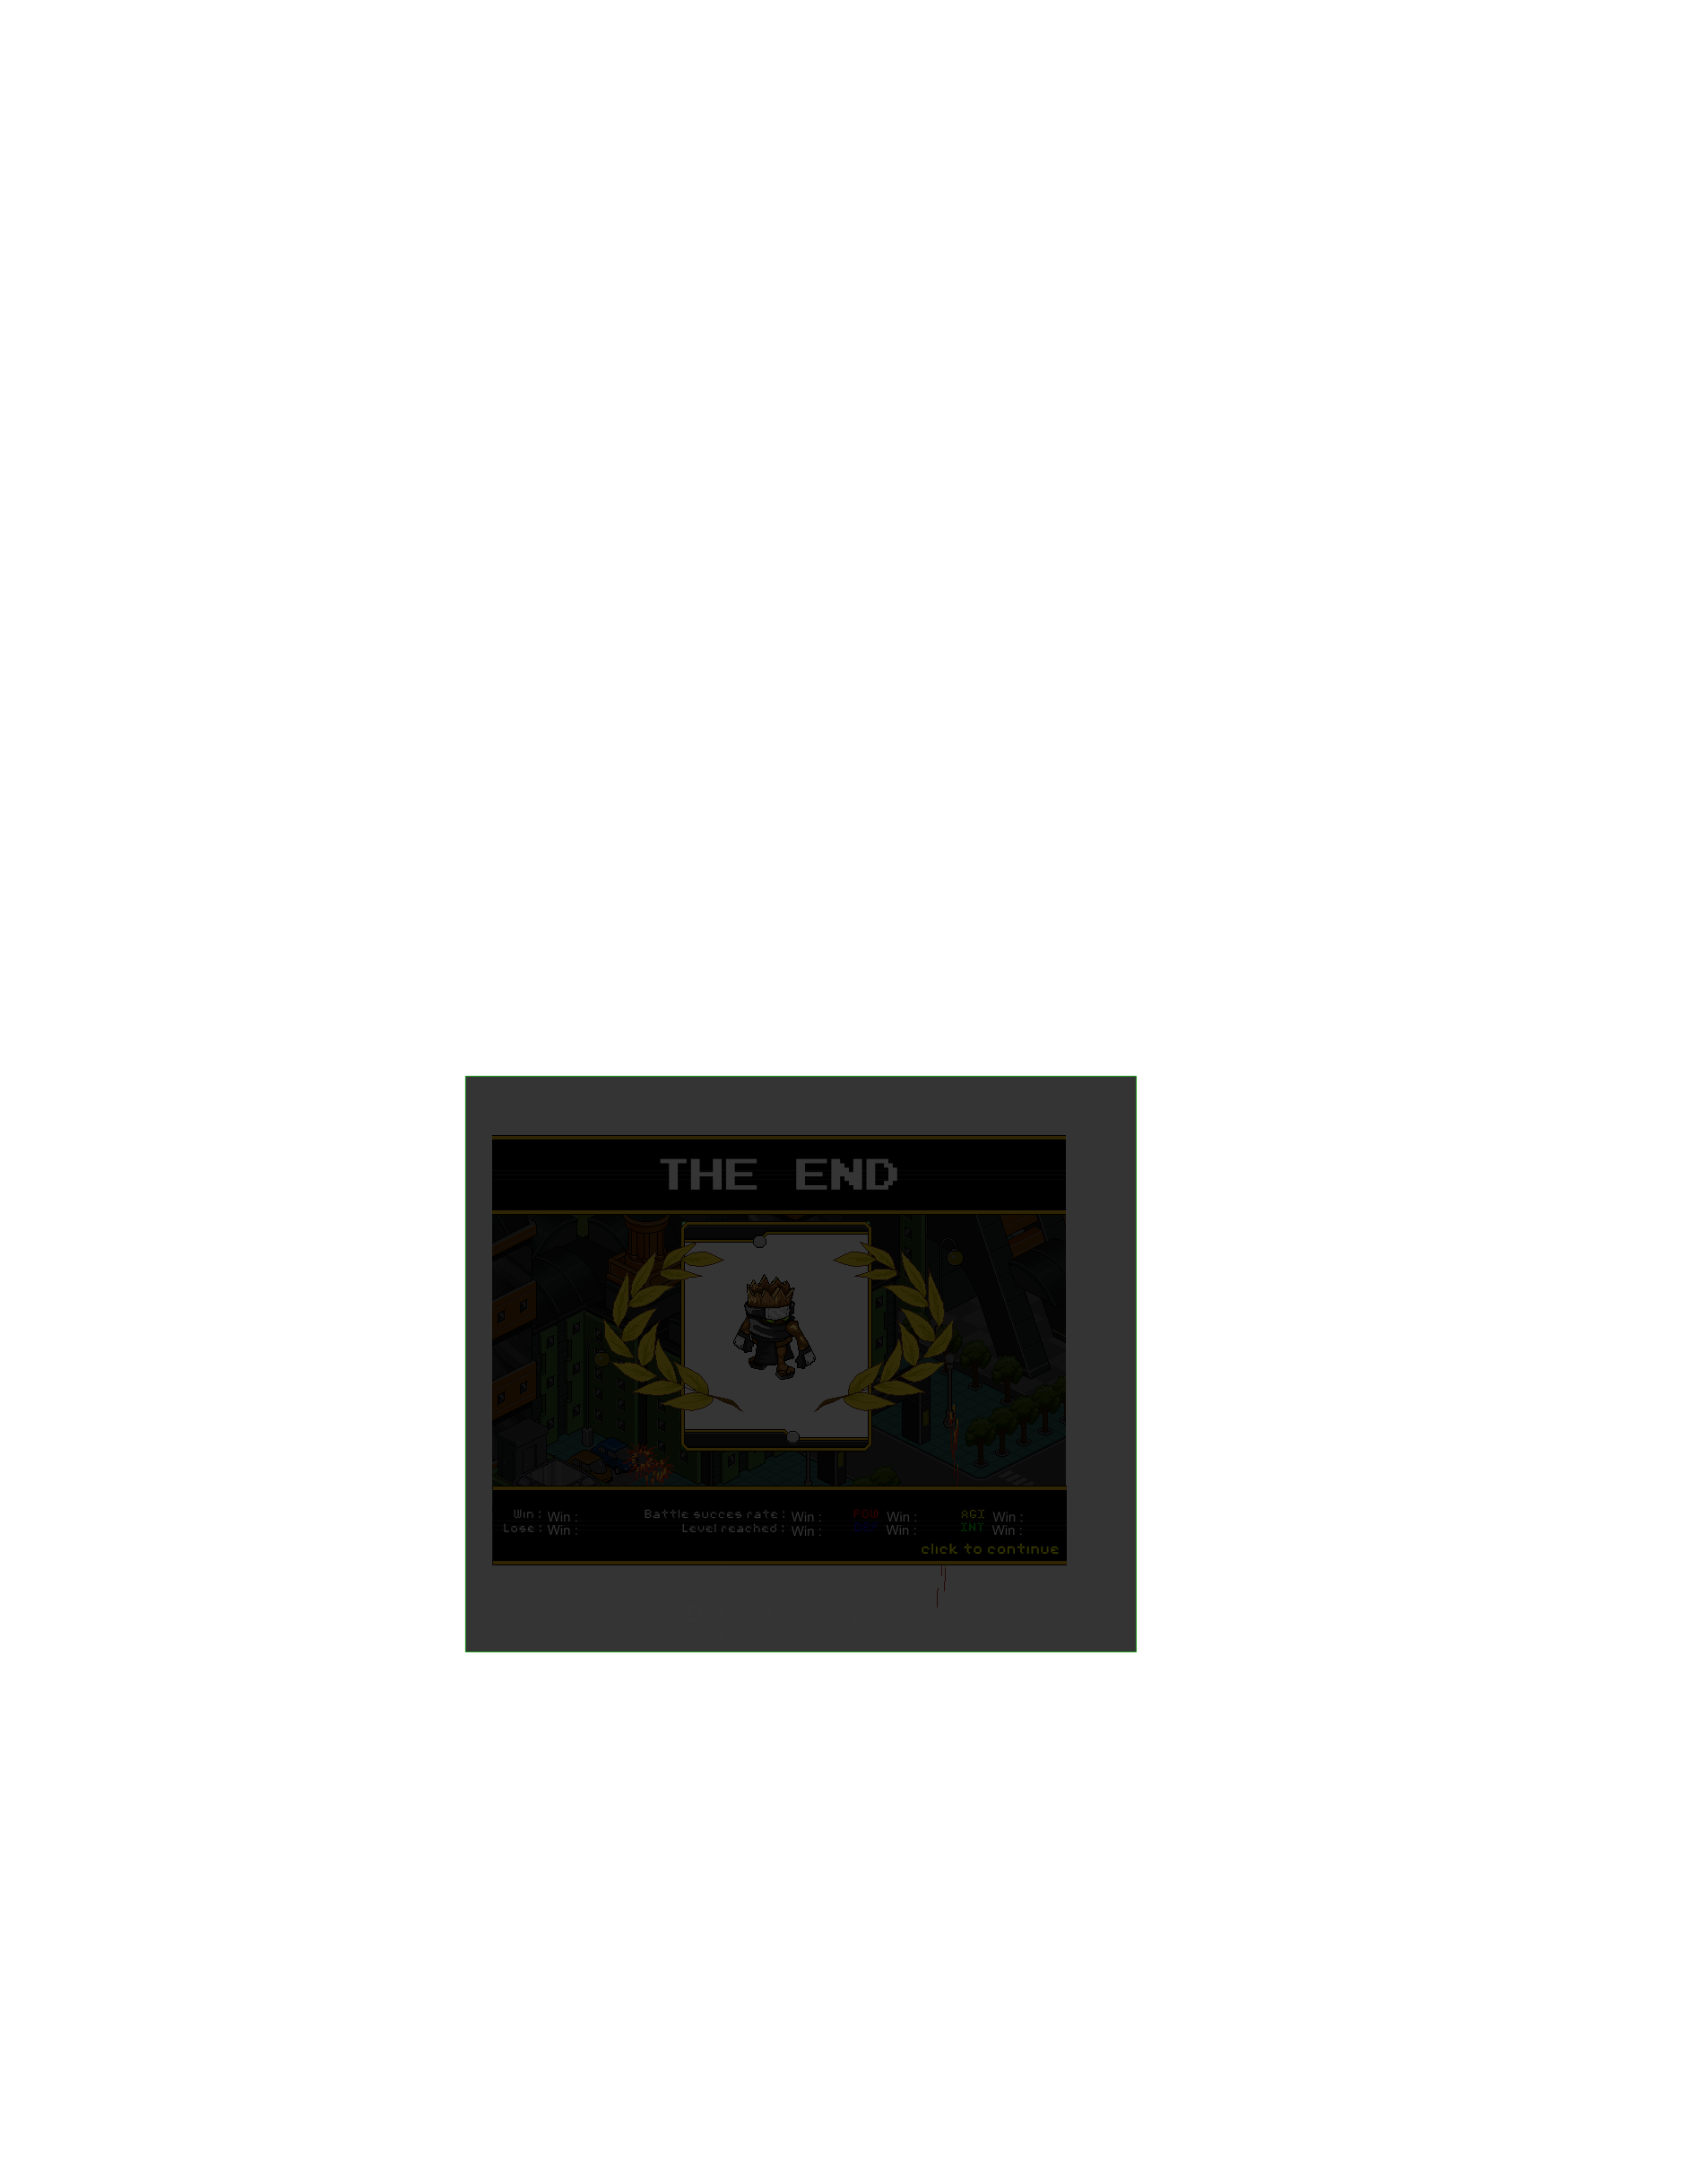 THE END
Win : Win : Battle succes rate : Win : POW Win : AGI Win :
Lose : Win : Level reached : Win : Win : INT Win :
click to continue